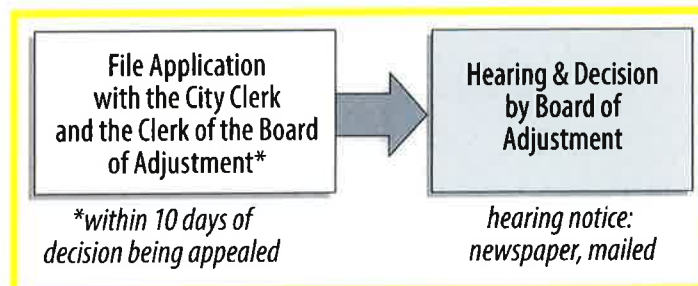 File Application
with the City Clerk
and the Clerk of the Board
of Adjustment*
*within 10 days of
decision being appealed
Hearing & Decision
by Board of
Adjustment
hearing notice:
newspaper, mailed